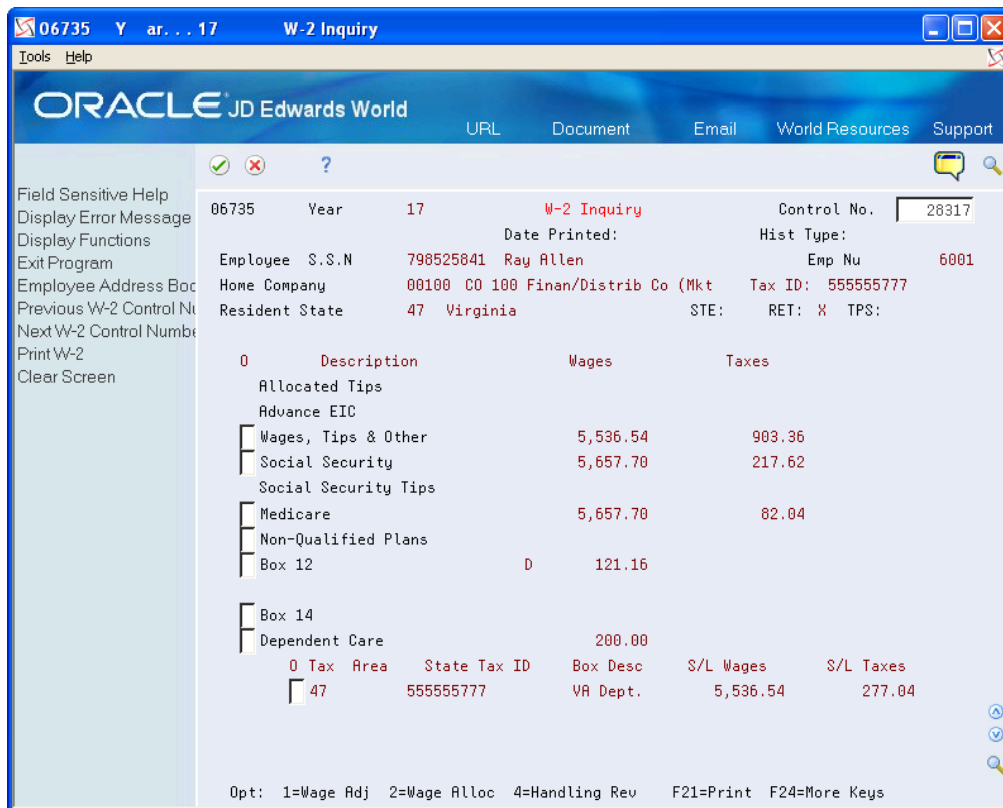 06735 Y ar. . . 17 W-2 Inquiry
Tools Help
ORACLE JD Edwards World
URL Document Email World Resources Support
?
Field Sensitive Help
Display Error Message
Display Functions
Exit Program
Employee Address Boo
Previous W-2 Control Nu
Next W-2 Control Numbe
Print W-2
Clear Screen
06735 Year 17 W-2 Inquiry Control No. 28317
Date Printed: Hist Type:
Employee S.S.N 798525841 Ray Allen Emp Nu 6001
Home Company 00100 CO 100 Finan/Distrib Co (Mkt Tax ID: 555555777
Resident State 47 Virginia STE: RET: X TPS:
O Description Wages Taxes
Allocated Tips
Advance EIC
Wages, Tips & Other 5,536.54 903.36
Social Security 5,657.70 217.62
Social Security Tips
Medicare 5,657.70 82.04
Non-Qualified Plans
Box 12 D 121.16
Box 14
Dependent Care 200.00
O Tax Area State Tax ID Box Desc S/L Wages S/L Taxes
47 555555777 VA Dept. 5,536.54 277.04
Opt: 1=Wage Adj 2=Wage Alloc 4=Handling Rev F21=Print F24=More Keys